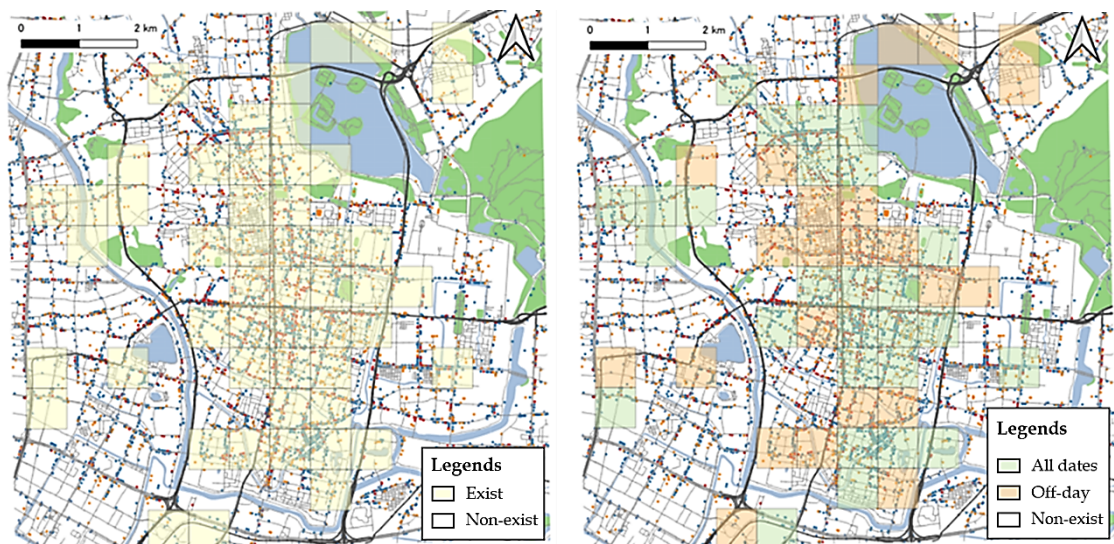 0 1 2 km
Legends
Exist
Non-exist
0 1 2 km
Legends
All dates
Off-day
Non-exist